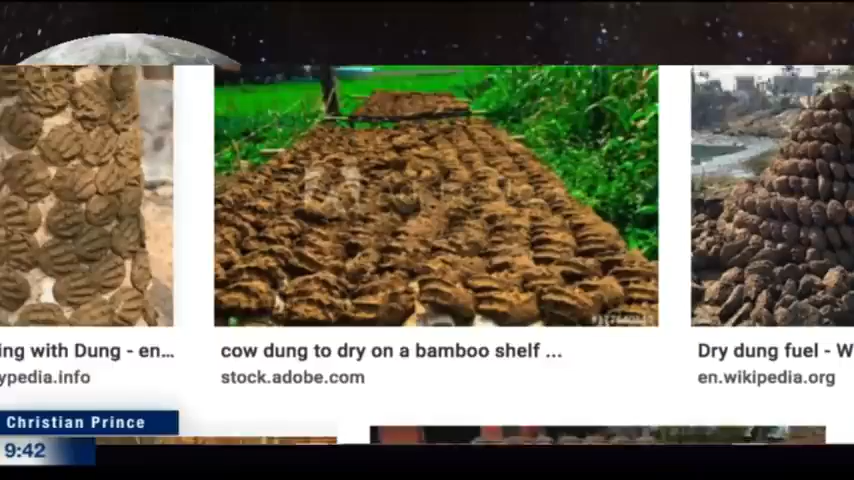 ing with Dung - en...
ypedia.info
cow dung to dry on a bamboo shelf ...
stock.adobe.com
Dry dung fuel - W
en.wikipedia.org
Christian Prince
9:42